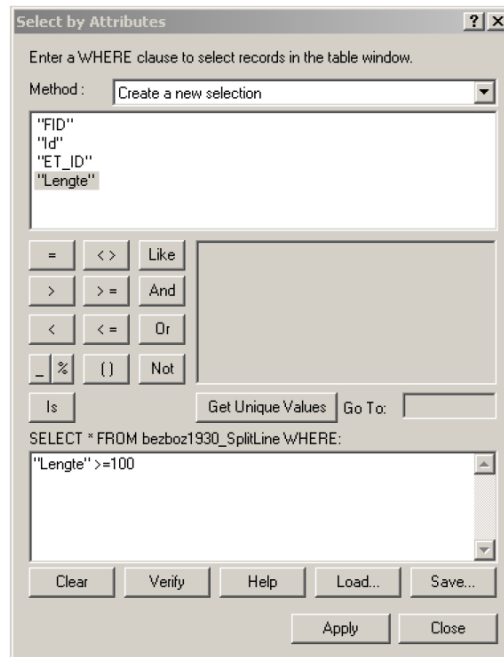 Select by Attributes
Enter a WHERE clause to select records in the table window.
Method : Create a new selection
"FID"
"Id"
"ET_ID"
"Lengte"
= < > Like
> > = And
< < = Or
_ % ( ) Not
Is Get Unique Values Go To:
SELECT * FROM bezboz1930_SplitLine WHERE:
"Lengte" >=100
Clear Verify Help Load... Save...
Apply Close